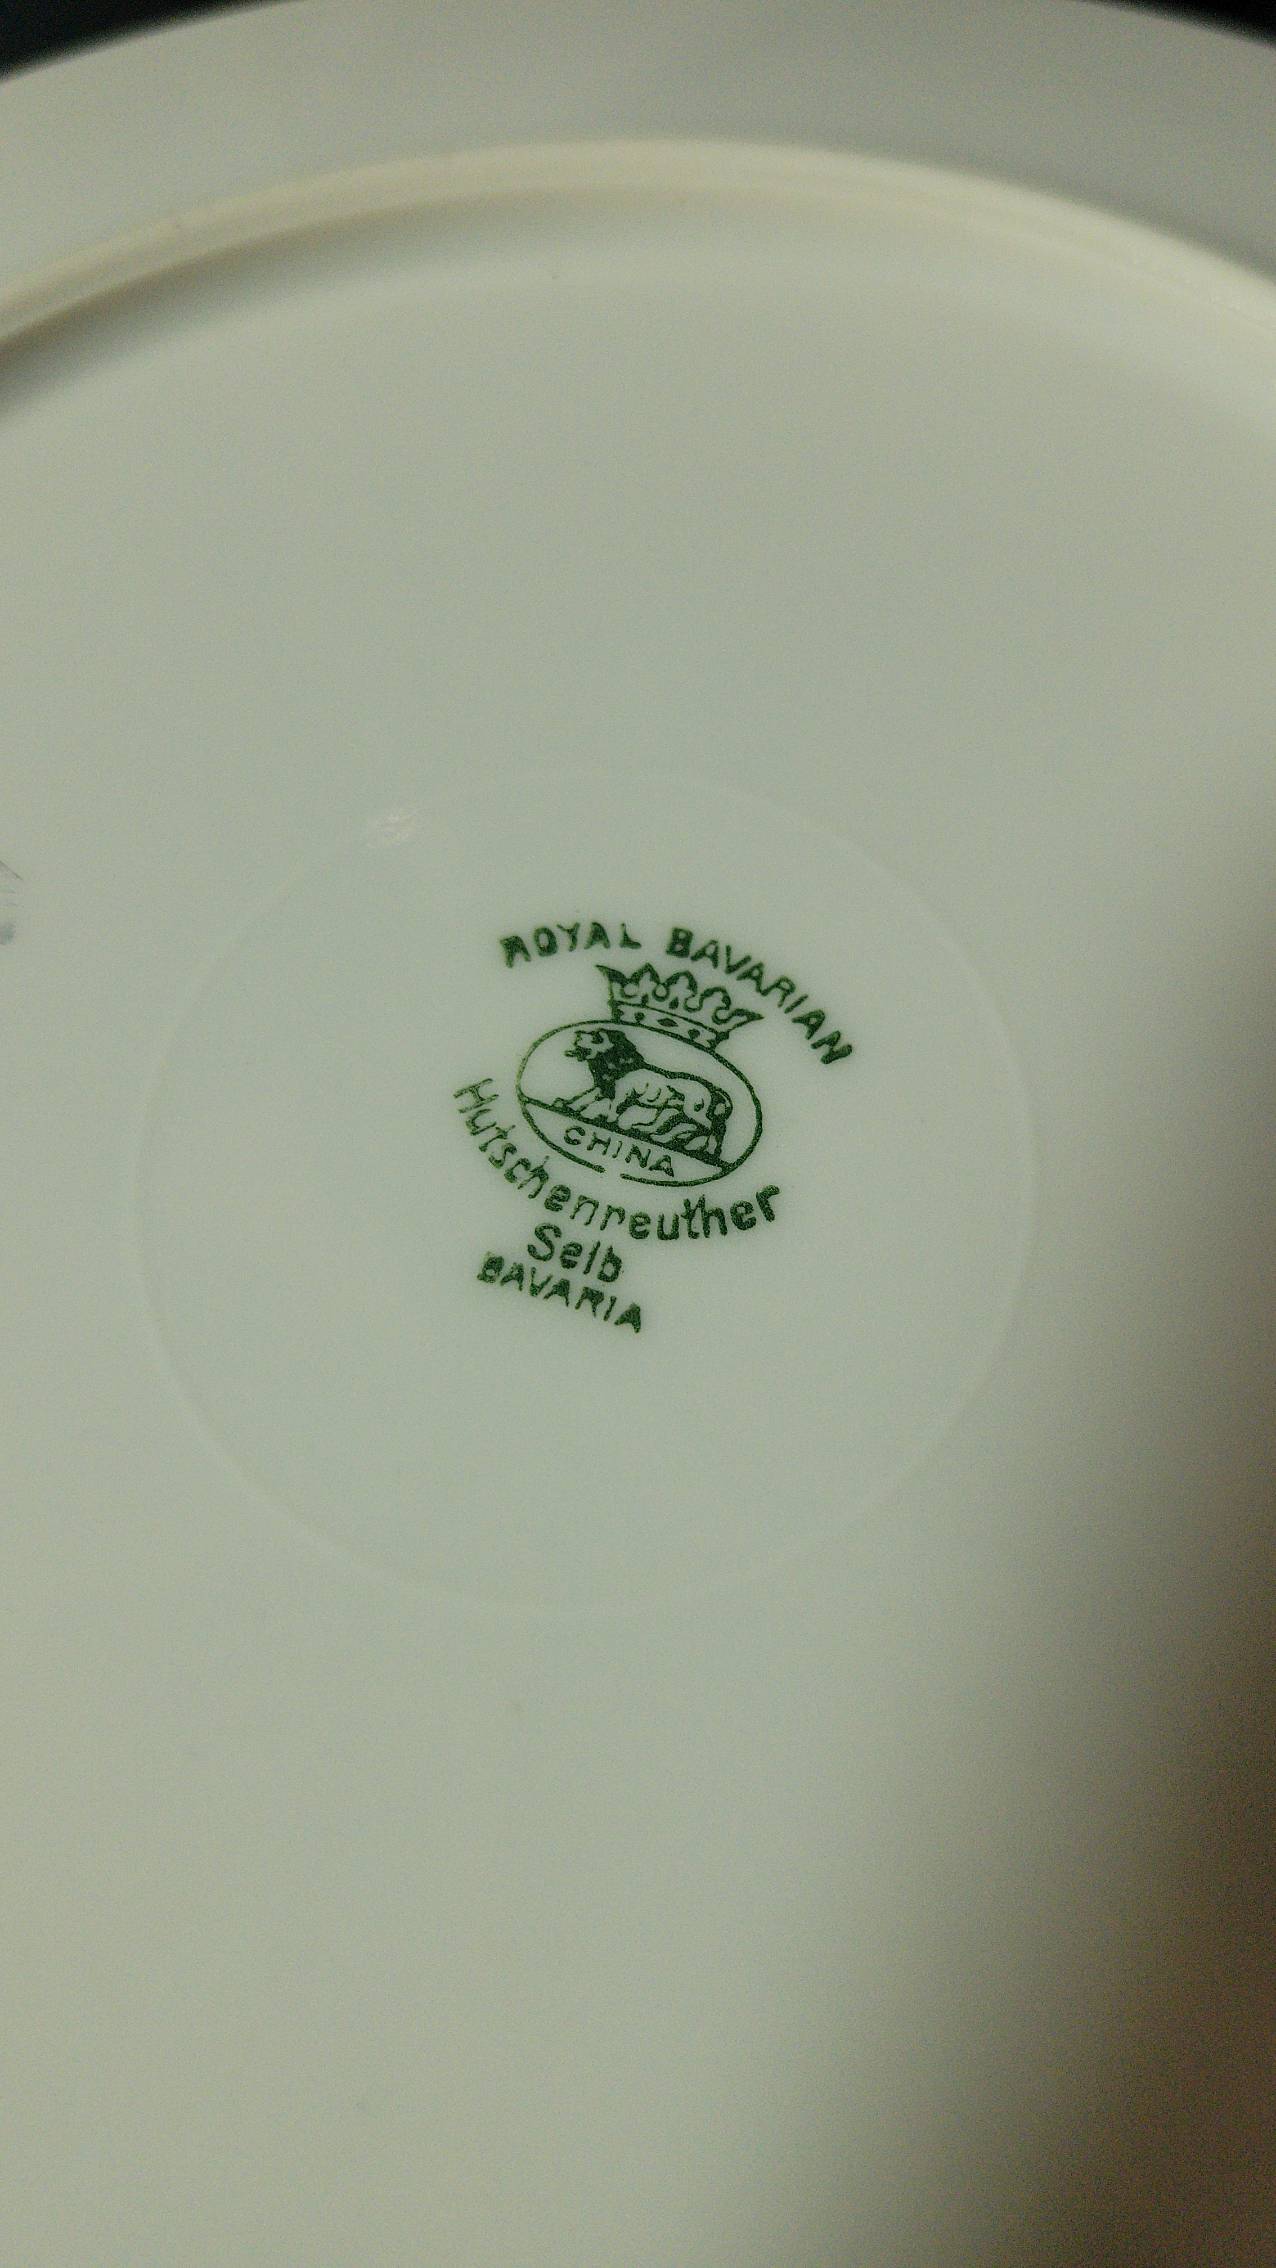 ROYAL BAVARIAN
CHINA
Hutschenreuther
Selb
BAVARIA